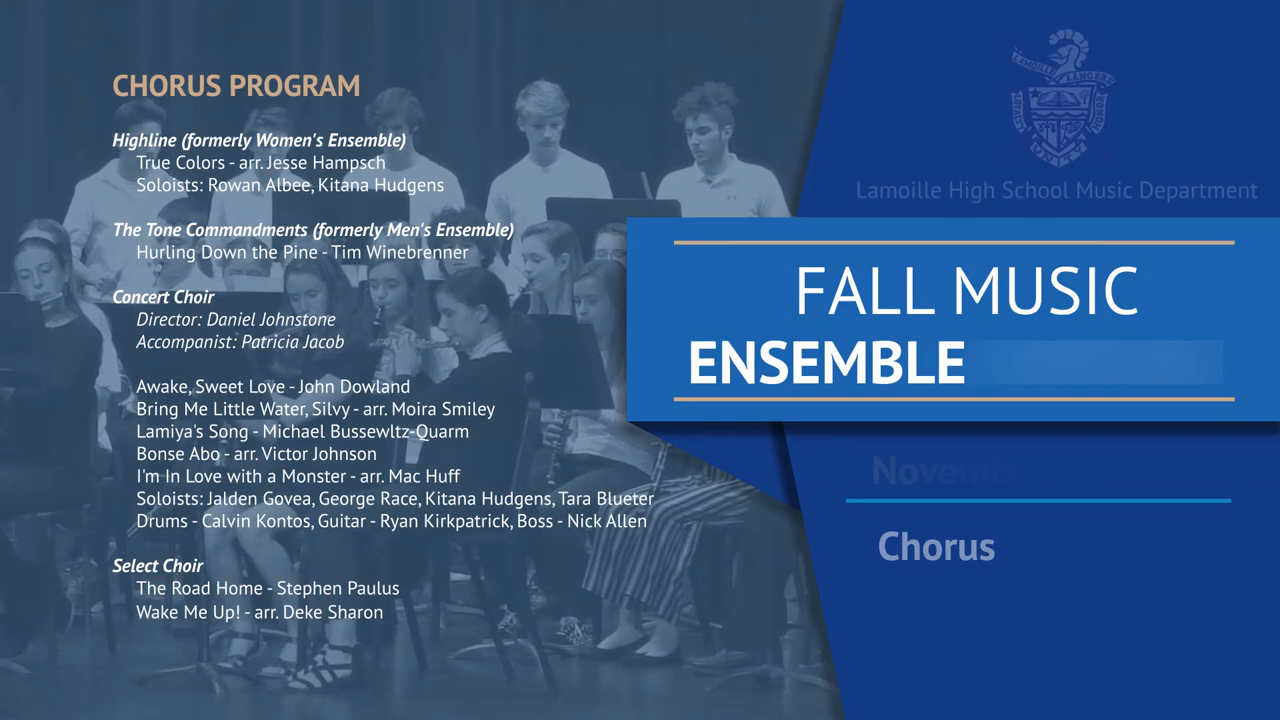 CHORUS PROGRAM
Highline (formerly Women's Ensemble)
True Colors - arr. Jesse Hampsch
Soloists: Rowan Albee, Kitana Hudgens
The Tone Commandments (formerly Men's Ensemble)
Hurling Down the Pine - Tim Winebrenner
Concert Choir
Director: Daniel Johnstone
Accompanist: Patricia Jacob
Awake, Sweet Love - John Dowland
Bring Me Little Water, Silvy - arr. Moira Smiley
Lamiya's Song - Michael Bussewltz-Quarm
Bonse Abo - arr. Victor Johnson
I'm In Love with a Monster - arr. Mac Huff
Soloists: Jalden Govea, George Race, Kitana Hudgens, Tara Blueter
Drums - Calvin Kontos, Guitar - Ryan Kirkpatrick, Boss - Nick Allen
Select Choir
The Road Home - Stephen Paulus
Wake Me Up! - arr. Deke Sharon
LAMOILLE LANCERS
LOYALTY
HONOR
UNITY
Lamoille High School Music Department
FALL MUSIC
ENSEMBLE
Chorus